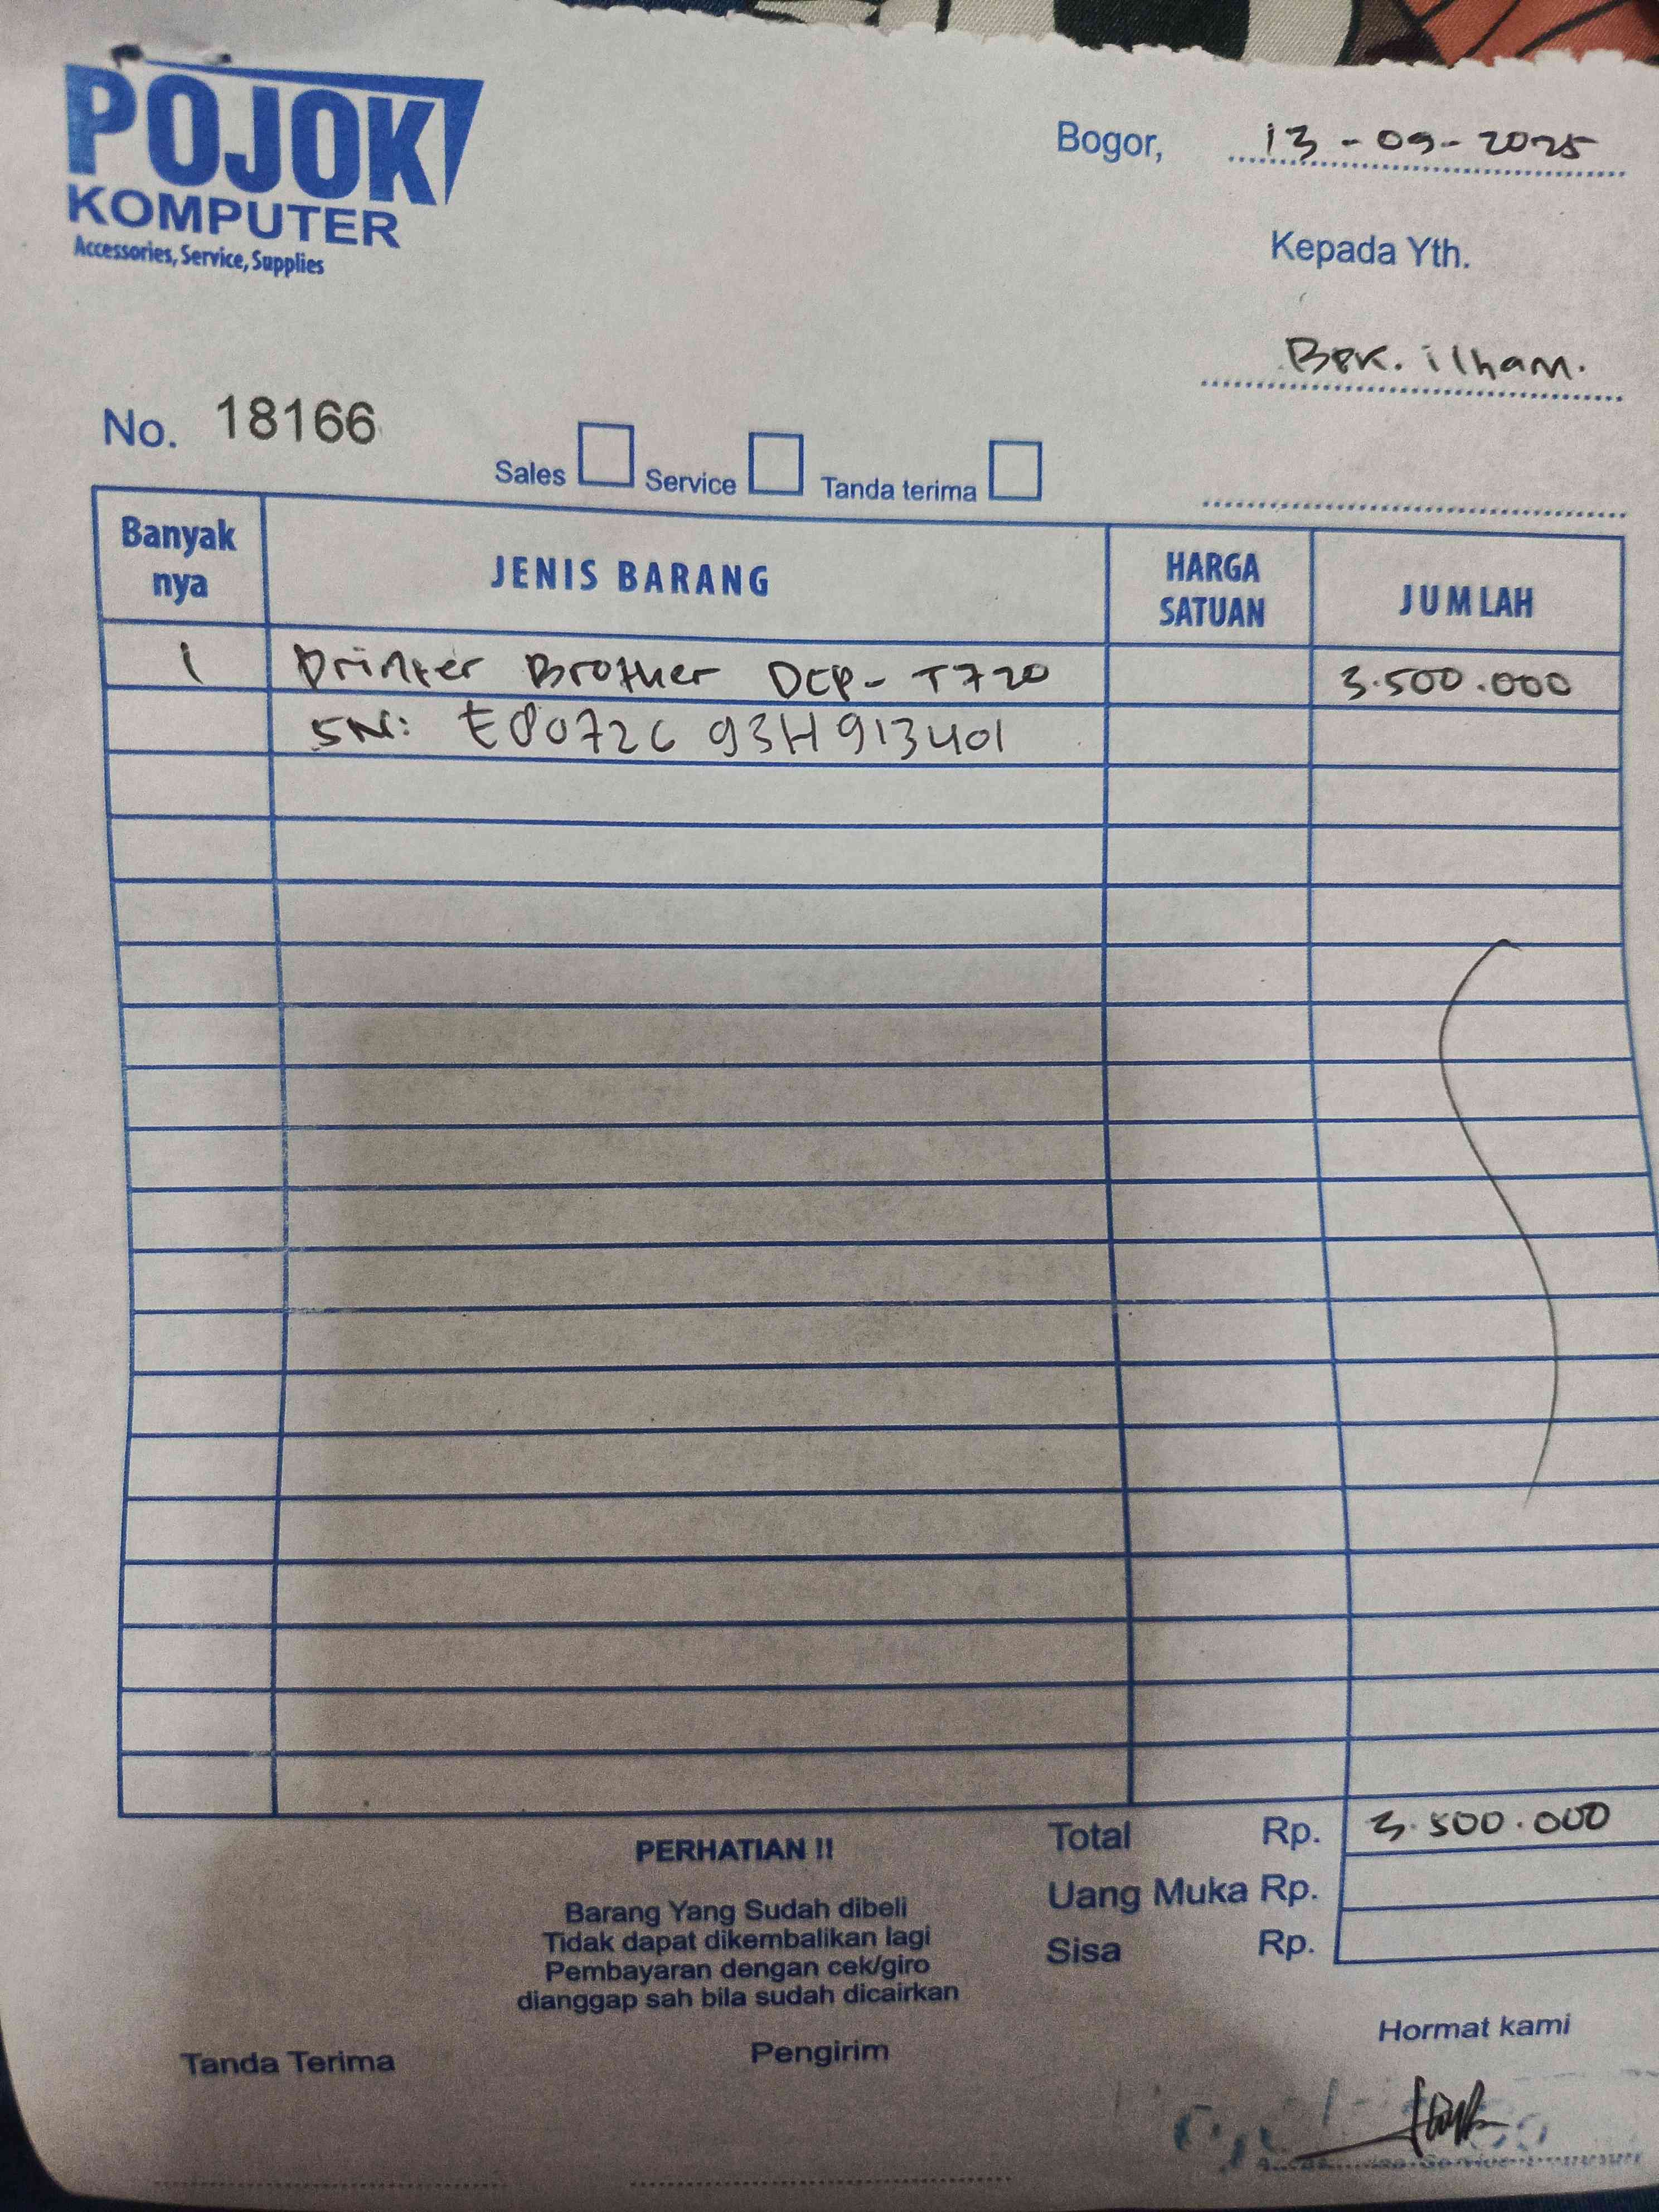 POJOK
KOMPUTER
Accessories, Service, Supplies
Bogor, 13-09-2025
Kepada Yth.
Bpk. ilham.
No. 18166
Sales Service Tanda terima
Banyak nya JENIS BARANG HARGA SATUAN JUMLAH
1 Printer Brother DCP-T720 3.500.000
SN: E80726 93H913401
Total Rp. 3.500.000
Uang Muka Rp.
Sisa Rp.
PERHATIAN !!
Barang Yang Sudah dibeli
Tidak dapat dikembalikan lagi
Pembayaran dengan cek/giro
dianggap sah bila sudah dicairkan
Tanda Terima Pengirim Hormat kami